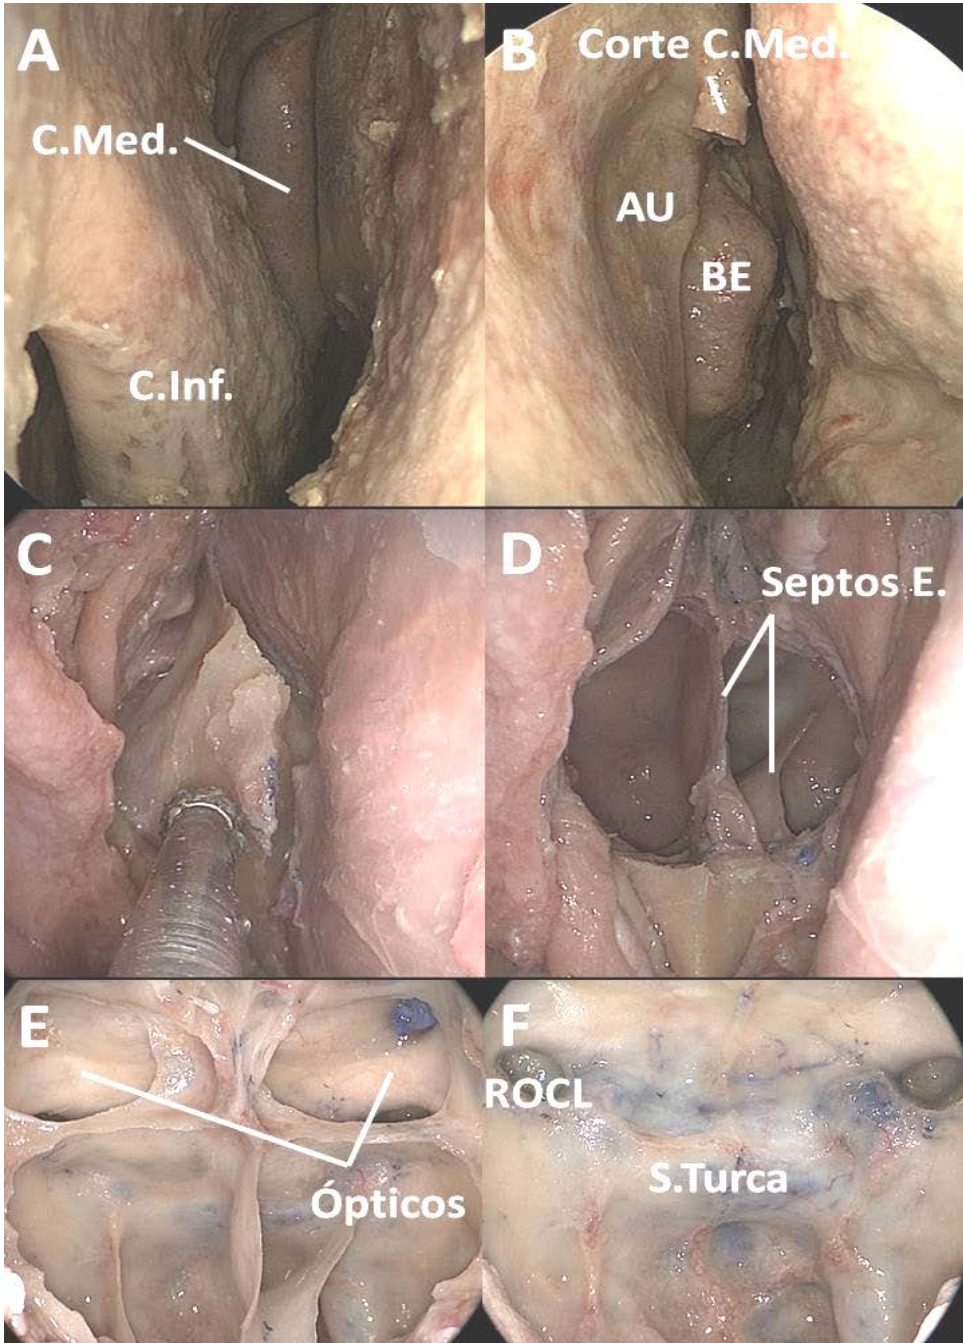 A
C.Med.
C.Inf.
B
Corte C.Med.
AU
BE
C
D
Septos E.
E
Ópticos
F
ROCL
S.Turca